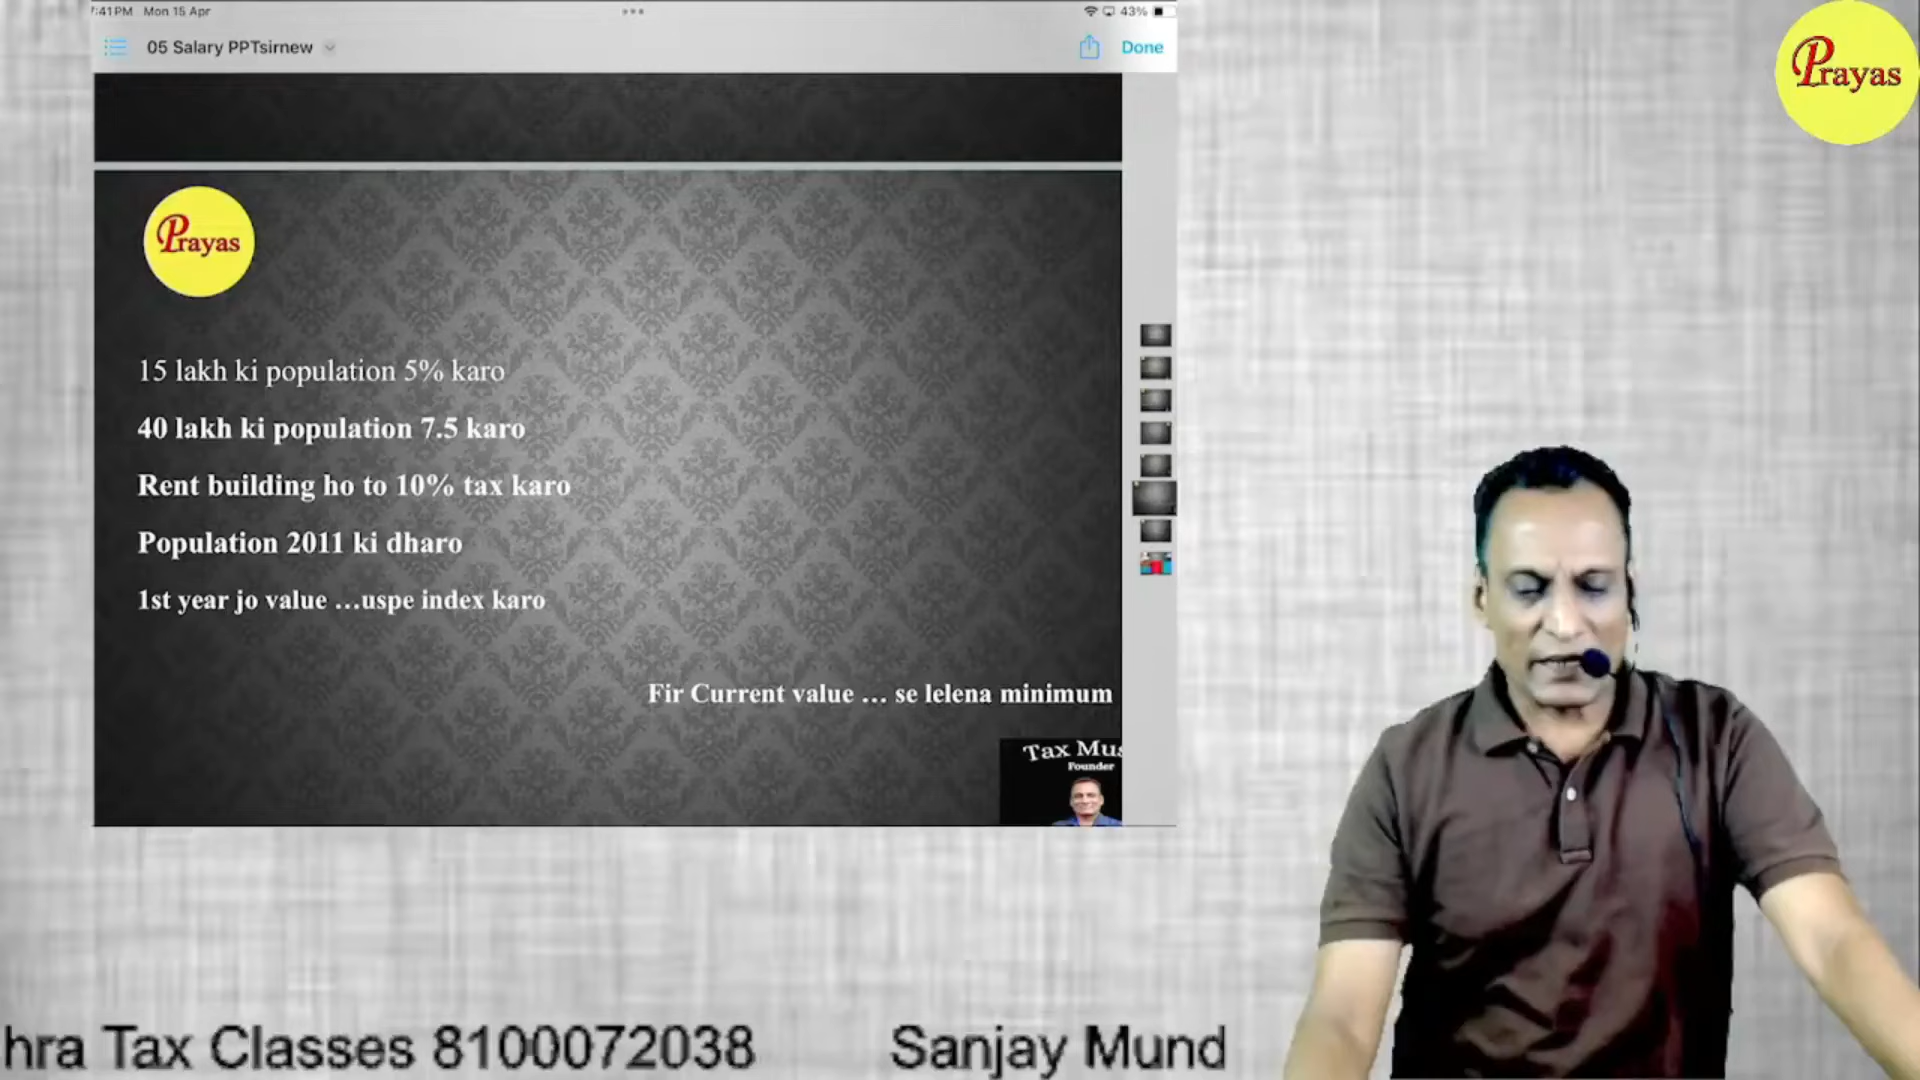 :41 PM Mon 15 Apr
43%
05 Salary PPTsirnew
Done
Prayas
Prayas
15 lakh ki population 5% karo
40 lakh ki population 7.5 karo
Rent building ho to 10% tax karo
Population 2011 ki dharo
1st year jo value …uspe index karo
Fir Current value … se lelena minimum
Tax Mus
Founder
hra Tax Classes 8100072038 Sanjay Mund